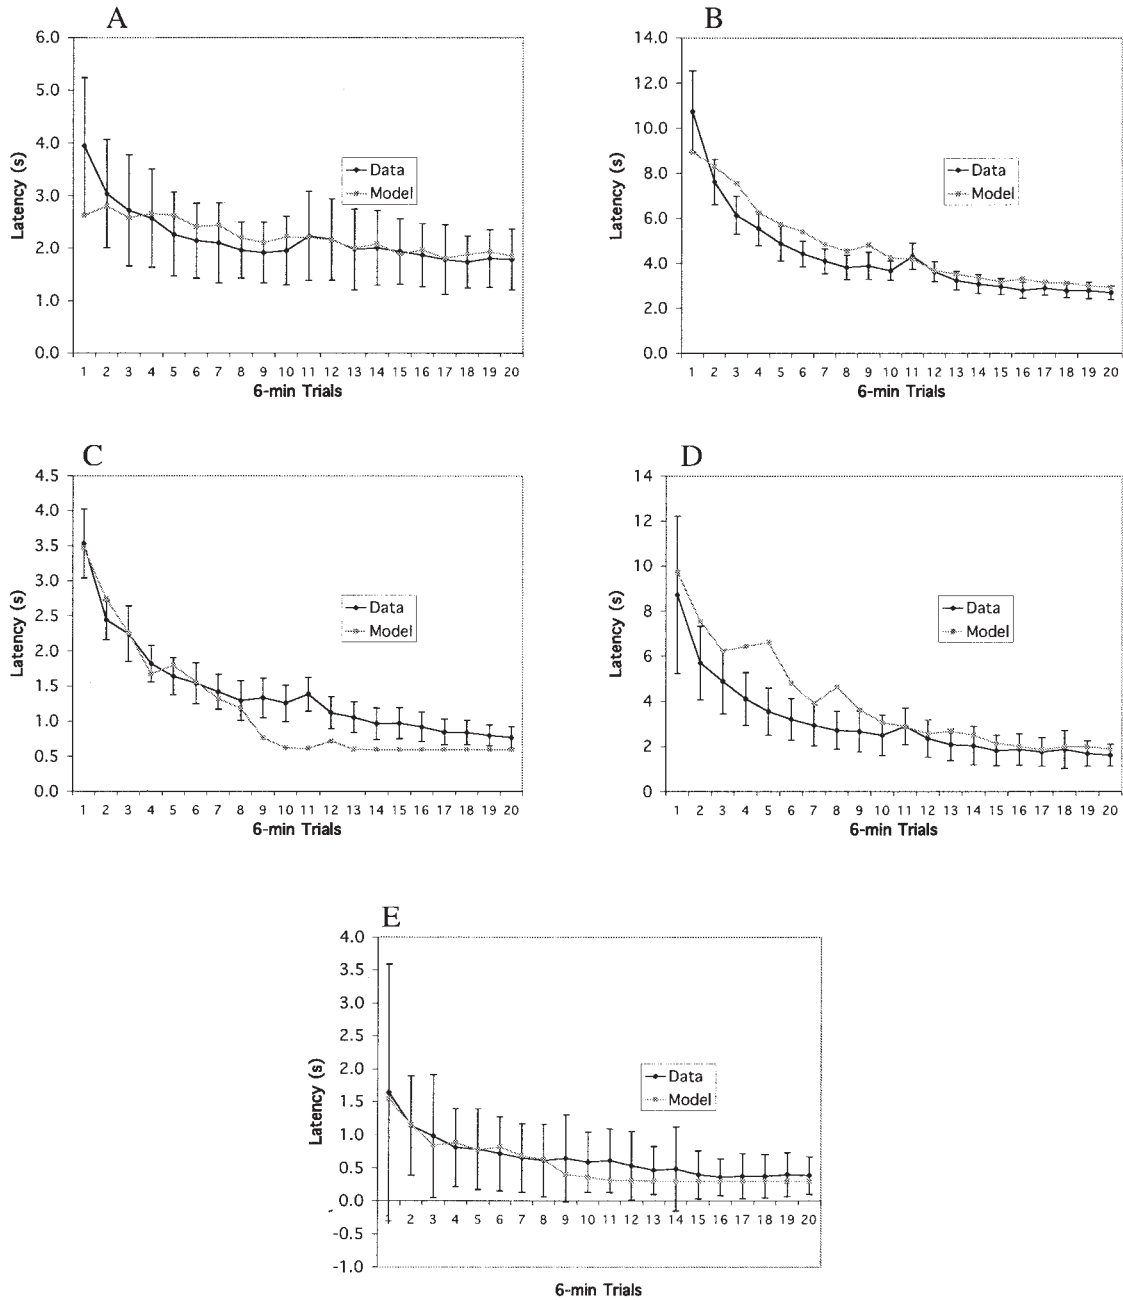 A
6.0
5.0
4.0
3.0
2.0
1.0
0.0
Latency (s)
Data
Model
1 2 3 4 5 6 7 8 9 10 11 12 13 14 15 16 17 18 19 20
6-min Trials
B
14.0
12.0
10.0
8.0
6.0
4.0
2.0
0.0
Latency (s)
Data
Model
1 2 3 4 5 6 7 8 9 10 11 12 13 14 15 16 17 18 19 20
6-min Trials
C
4.5
4.0
3.5
3.0
2.5
2.0
1.5
1.0
0.5
0.0
Latency (s)
Data
Model
1 2 3 4 5 6 7 8 9 10 11 12 13 14 15 16 17 18 19 20
6-min Trials
D
14
12
10
8
6
4
2
0
Latency (s)
Data
Model
1 2 3 4 5 6 7 8 9 10 11 12 13 14 15 16 17 18 19 20
6-min Trials
E
4.0
3.5
3.0
2.5
2.0
1.5
1.0
0.5
0.0
-0.5
-1.0
Latency (s)
Data
Model
1 2 3 4 5 6 7 8 9 10 11 12 13 14 15 16 17 18 19 20
6-min Trials